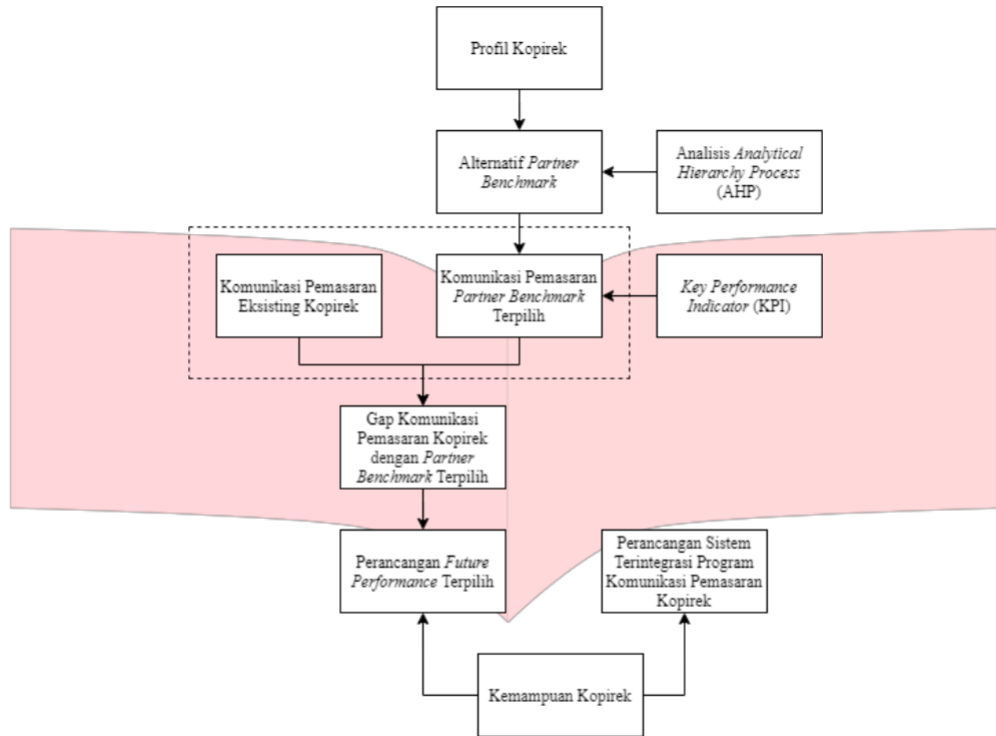 Profil Kopirek
Alternatif Partner
Benchmark
Analisis Analytical
Hierarchy Process
(AHP)
Komunikasi Pemasaran
Eksisting Kopirek
Komunikasi Pemasaran
Partner Benchmark
Terpilih
Key Performance
Indicator (KPI)
Gap Komunikasi
Pemasaran Kopirek
dengan Partner
Benchmark Terpilih
Perancangan Future
Performance Terpilih
Perancangan Sistem
Terintegrasi Program
Komunikasi Pemasaran
Kopirek
Kemampuan Kopirek